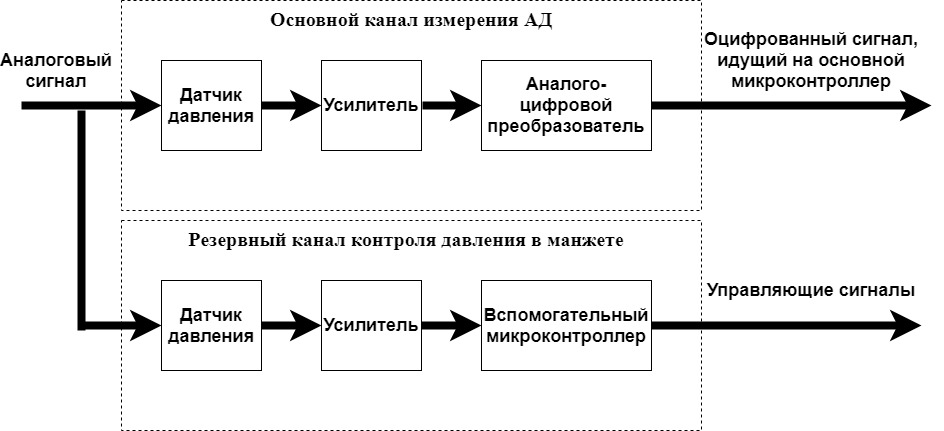 Основной канал измерения АД
Аналоговый
сигнал
Датчик
давления
Усилитель
Аналого-
цифровой
преобразователь
Оцифрованный сигнал,
идущий на основной
микроконтроллер
Резервный канал контроля давления в манжете
Датчик
давления
Усилитель
Вспомогательный
микроконтроллер
Управляющие сигналы